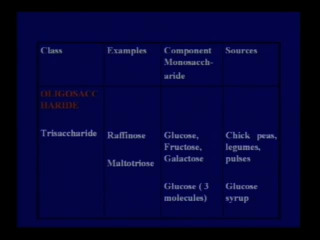 Class Examples Component Sources
Monosacch-
aride
OLIGOSACC
HARIDE
Trisaccharide Raffinose Glucose, Chick peas,
Fructose, legumes,
Galactose pulses
Maltotriose
Glucose ( 3 Glucose
molecules) syrup